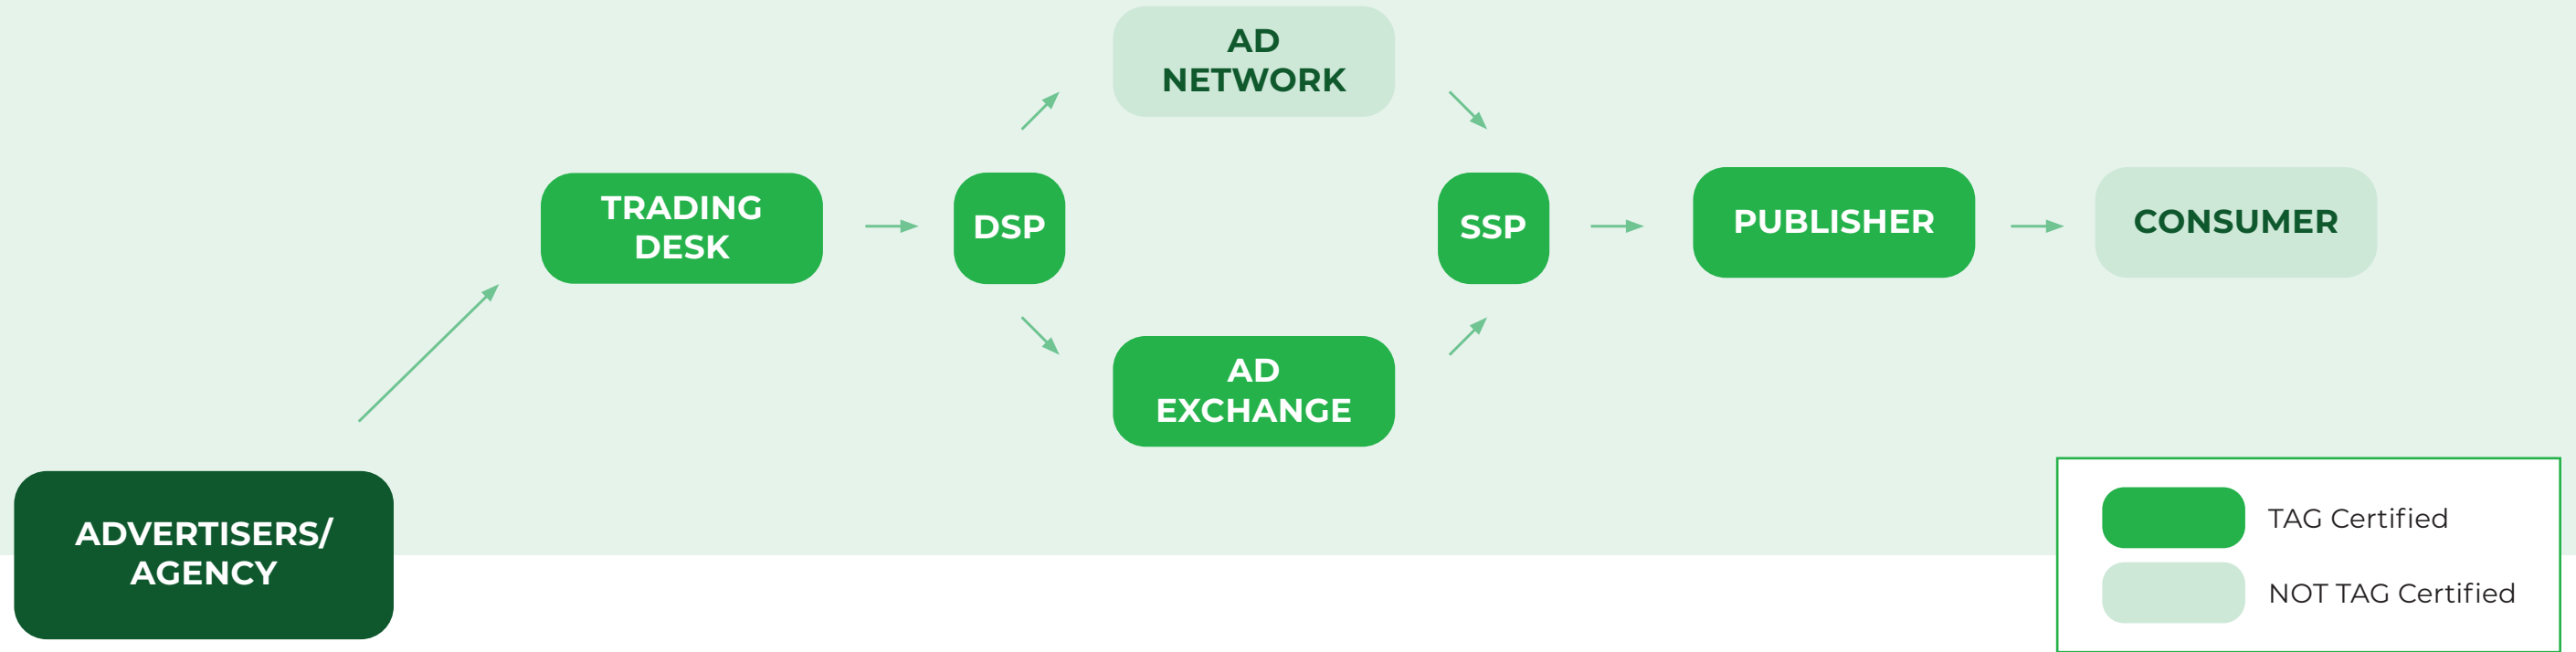 AD
NETWORK
TRADING
DESK
DSP
SSP
PUBLISHER
CONSUMER
AD
EXCHANGE
ADVERTISERS/
AGENCY
TAG Certified
NOT TAG Certified